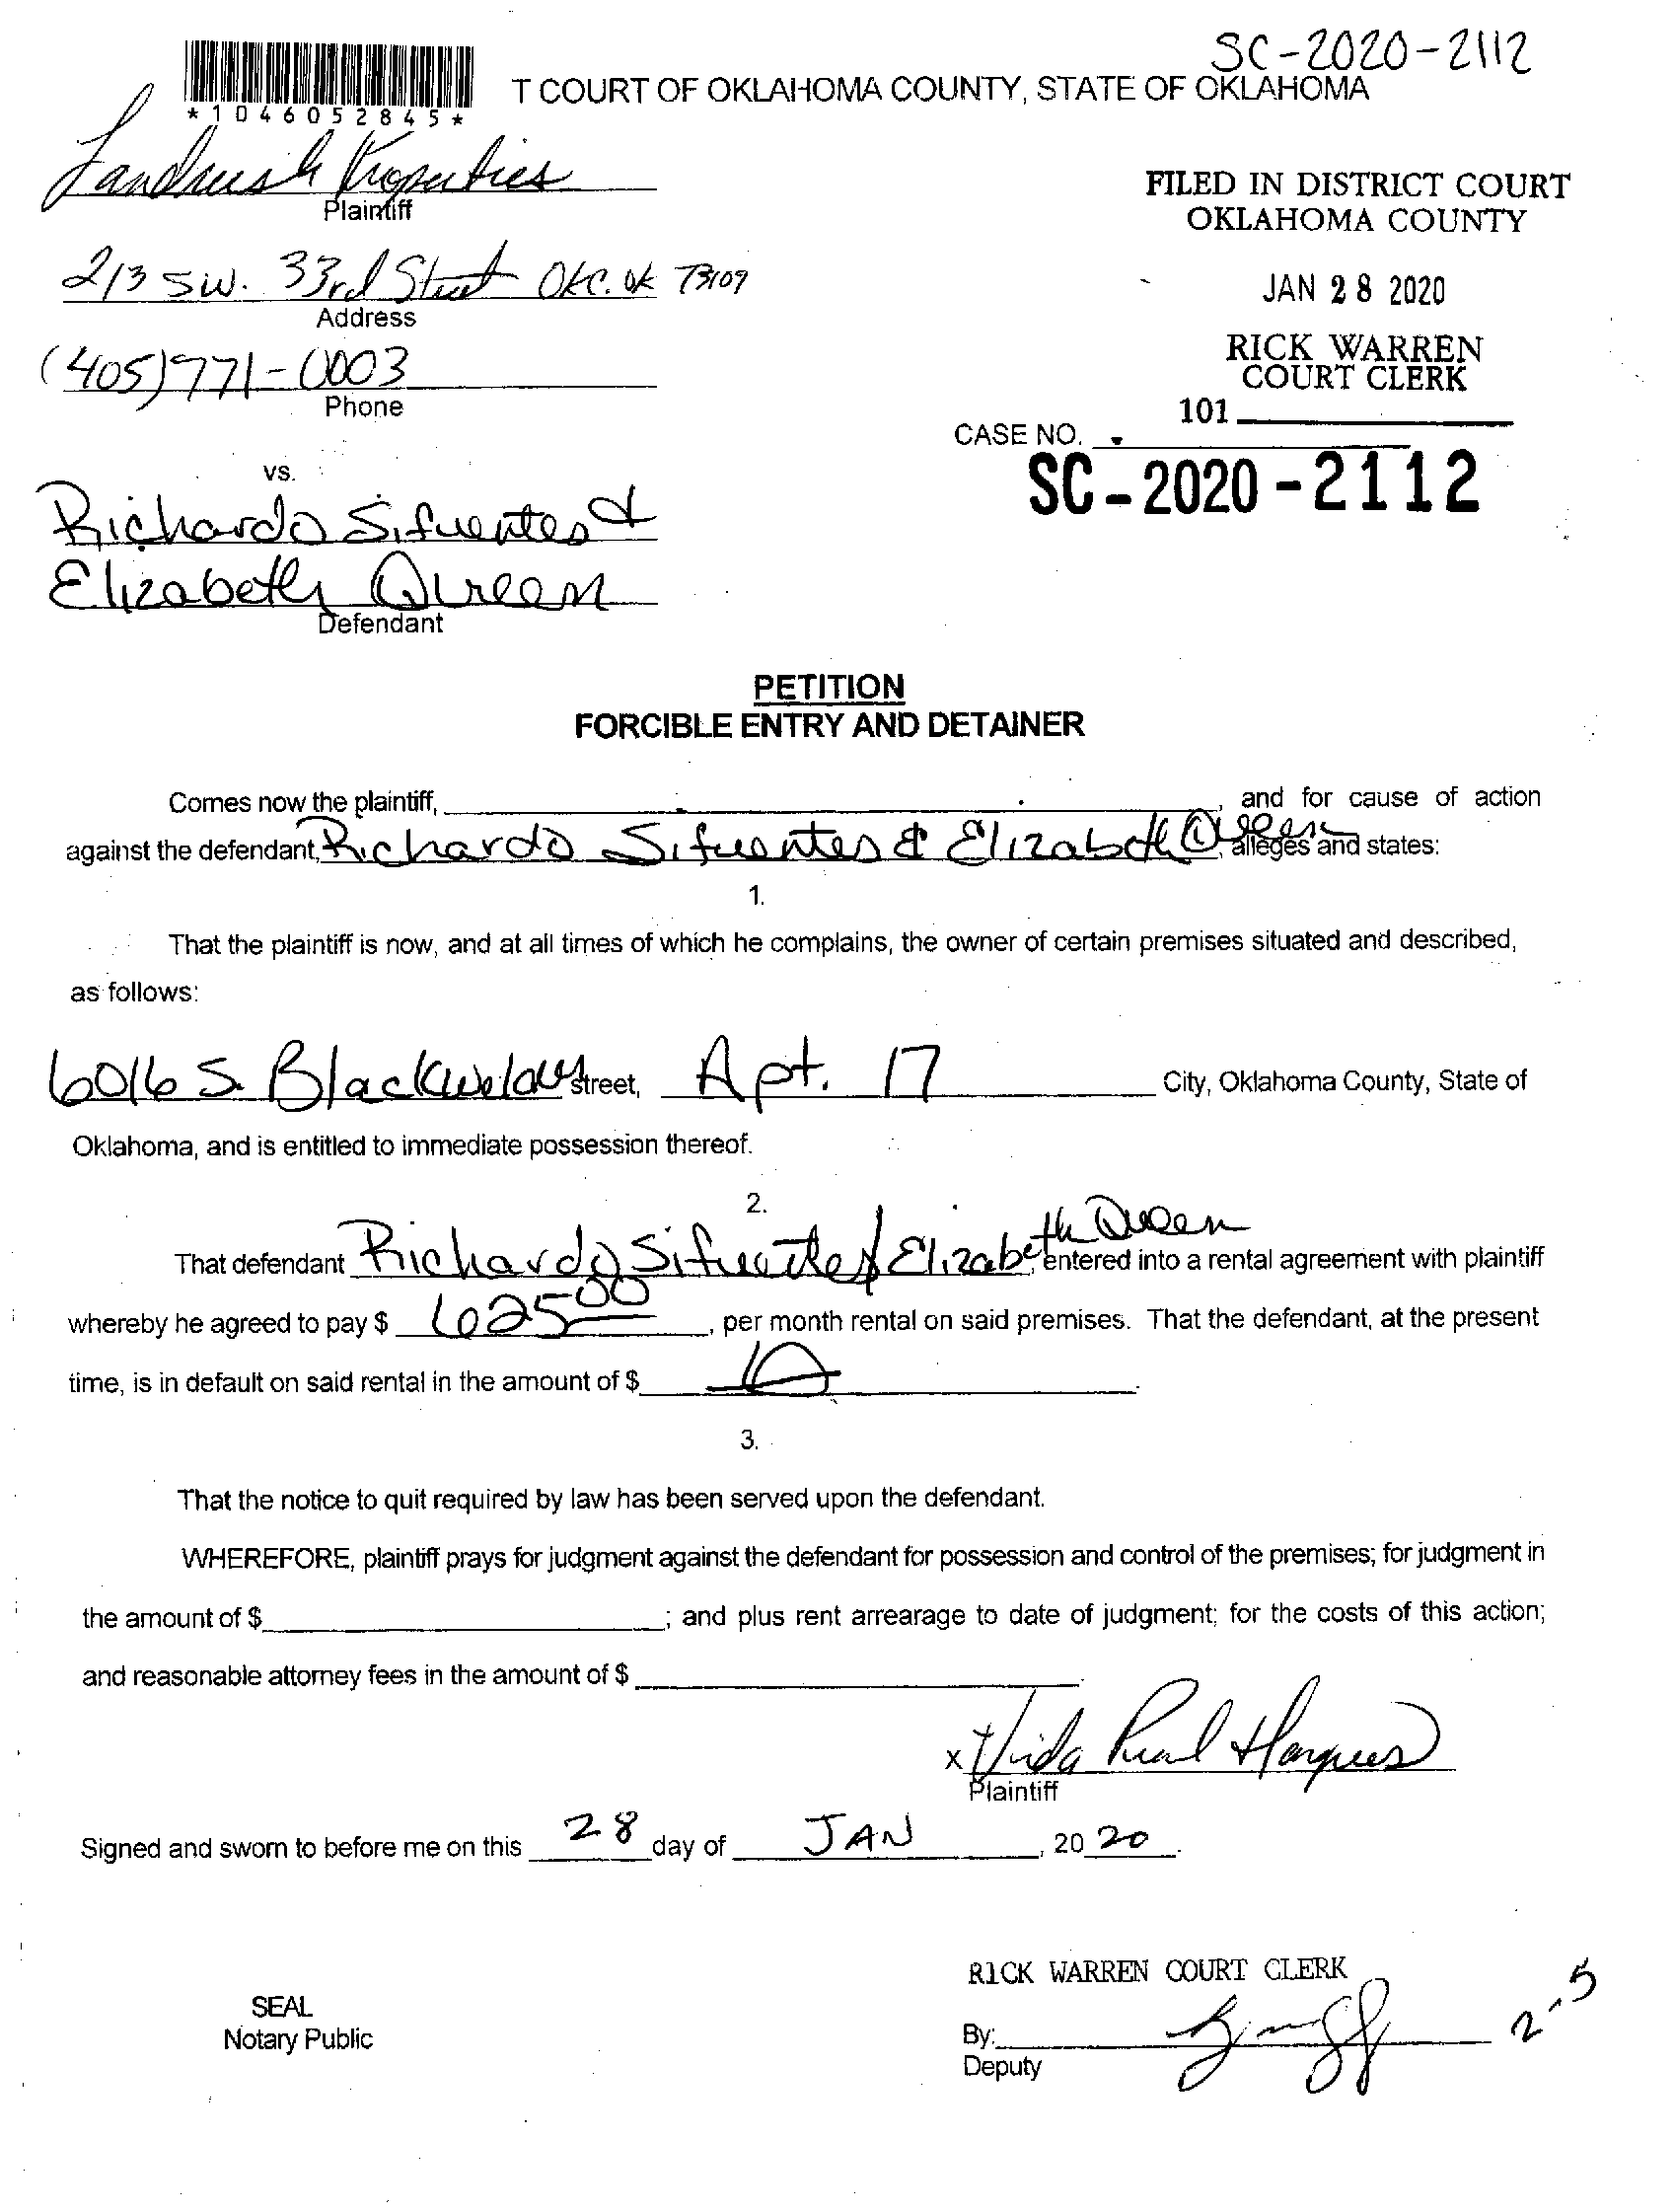 SC-2020-2112
T COURT OF OKLAHOMA COUNTY, STATE OF OKLAHOMA
*1046052845*
Landrush Properties
Plaintiff
FILED IN DISTRICT COURT
OKLAHOMA COUNTY
213 SW. 33rd Street OKC. OK 73109
Address
JAN 28 2020
(405)771-0003
Phone
RICK WARREN
COURT CLERK
101
CASE NO.
SC-2020-2112
vs.
Richardo Sifuentes &
Elizabeth Queen
Defendant
PETITION
FORCIBLE ENTRY AND DETAINER
Comes now the plaintiff, , and for cause of action
against the defendant, Richardo Sifuentes & Elizabeth Queen, alleges and states:
1.
That the plaintiff is now, and at all times of which he complains, the owner of certain premises situated and described,
as follows:
6016 S. Blackwelder street, Apt. 17 City, Oklahoma County, State of
Oklahoma, and is entitled to immediate possession thereof.
2.
That defendant Richardo Sifuentes / Elizabeth Queen entered into a rental agreement with plaintiff
whereby he agreed to pay $ 625 00, per month rental on said premises. That the defendant, at the present
time, is in default on said rental in the amount of $ .
3.
That the notice to quit required by law has been served upon the defendant.
WHEREFORE, plaintiff prays for judgment against the defendant for possession and control of the premises; for judgment in
the amount of $ ; and plus rent arrearage to date of judgment; for the costs of this action;
and reasonable attorney fees in the amount of $ .
x
Plaintiff
Signed and sworn to before me on this 28 day of JAN, 20 20.
RICK WARREN COURT CLERK
SEAL
Notary Public
By:
Deputy
2-5